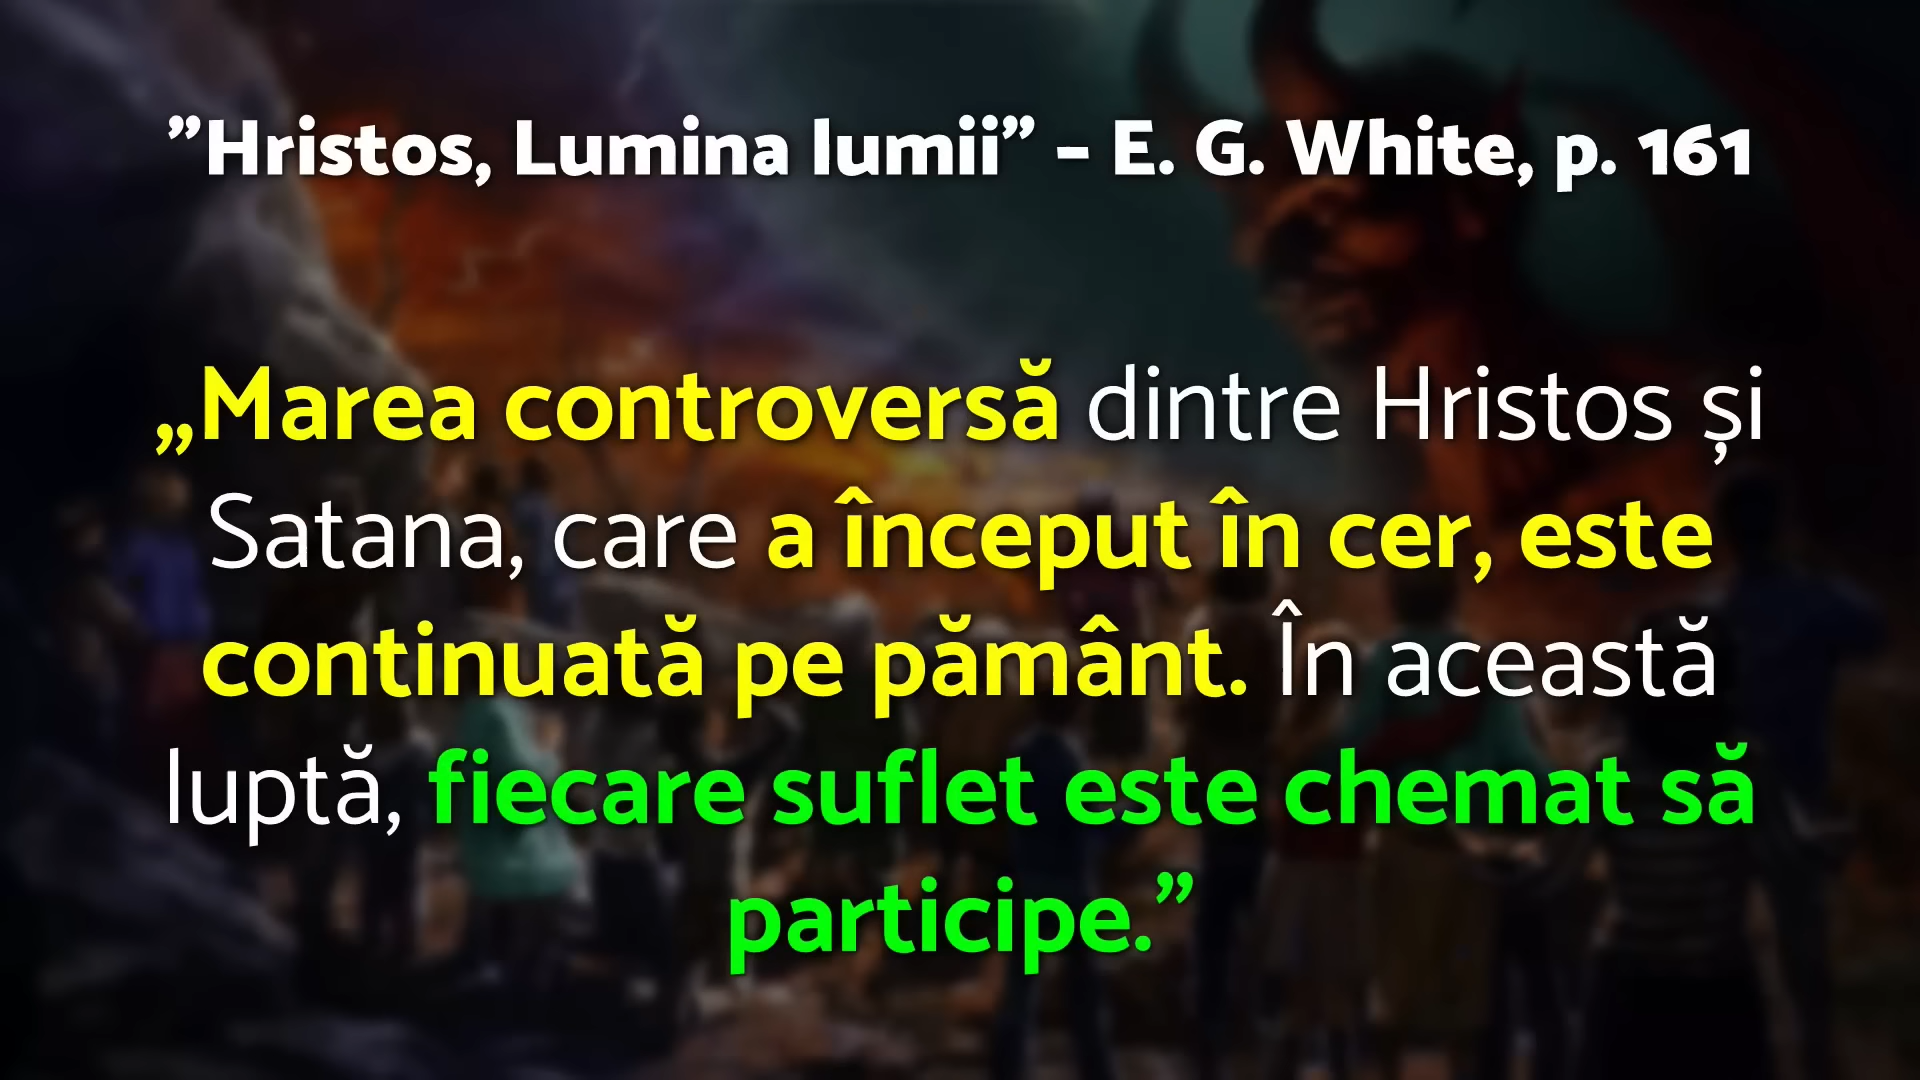 ”Hristos, Lumina lumii” – E. G. White, p. 161
„Marea controversă dintre Hristos și
Satana, care a început în cer, este
continuată pe pământ. În această
luptă, fiecare suflet este chemat să
participe.”